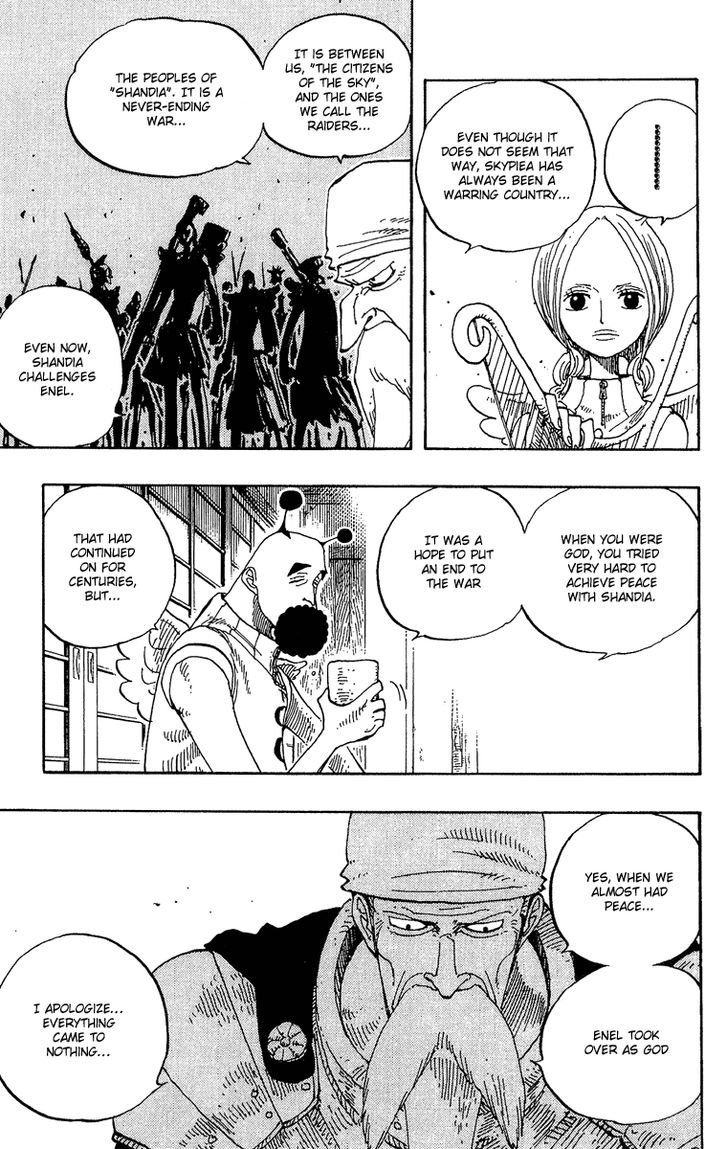 !!!!!!!!!!
EVEN THOUGH IT
DOES NOT SEEM THAT
WAY, SKYPIEA HAS
ALWAYS BEEN A
WARRING COUNTRY...
IT IS BETWEEN
US, "THE CITIZENS
OF THE SKY",
AND THE ONES
WE CALL THE
RAIDERS...
THE PEOPLES OF
"SHANDIA". IT IS A
NEVER-ENDING
WAR...
EVEN NOW,
SHANDIA
CHALLENGES
ENEL.
WHEN YOU WERE
GOD, YOU TRIED
VERY HARD TO
ACHIEVE PEACE
WITH SHANDIA.
IT WAS A
HOPE TO PUT
AN END TO
THE WAR
THAT HAD
CONTINUED
ON FOR
CENTURIES,
BUT...
YES, WHEN WE
ALMOST HAD
PEACE...
ENEL TOOK
OVER AS GOD
I APOLOGIZE...
EVERYTHING
CAME TO
NOTHING...